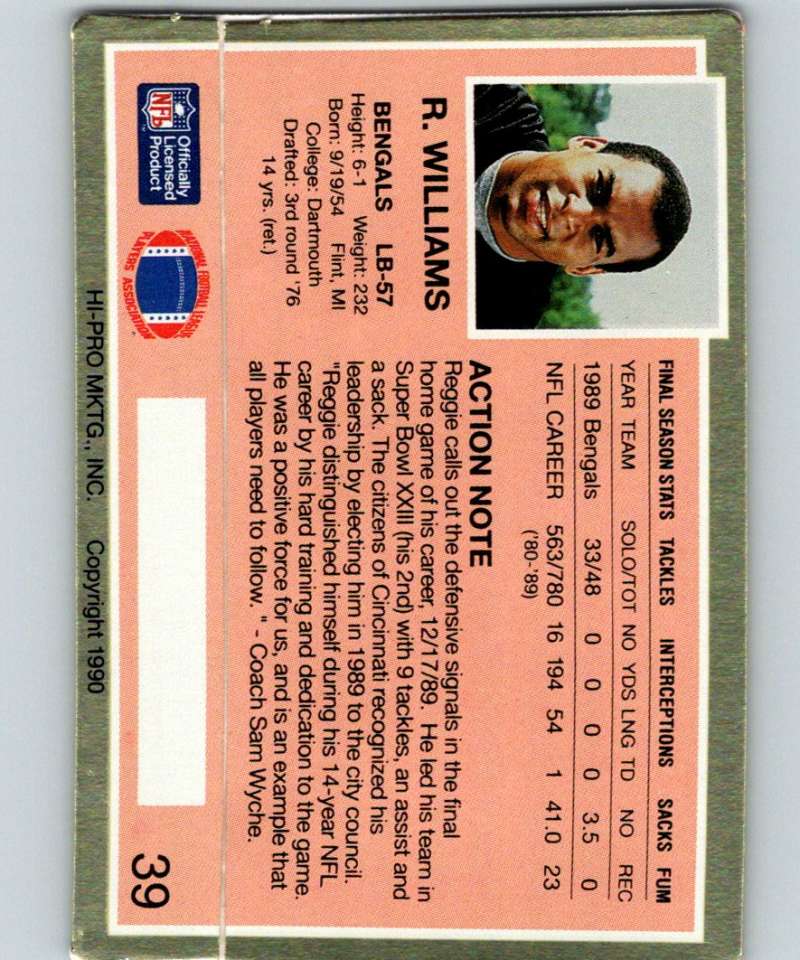 R. WILLIAMS
BENGALS LB-57
Height: 6-1 Weight: 232
Born: 9/19/54 Flint, MI
College: Dartmouth
Drafted: 3rd round '76
14 yrs. (ret.)
NFL
Officially
Licensed
Product
NATIONAL FOOTBALL LEAGUE
PLAYERS ASSOCIATION
FINAL SEASON STATS TACKLES INTERCEPTIONS SACKS FUM
YEAR TEAM SOLO/TOT NO YDS LNG TD NO REC
1989 Bengals 33/48 0 0 0 0 3.5 0
NFL CAREER 563/780 16 194 54 1 41.0 23
('80-'89)
ACTION NOTE
Reggie calls out the defensive signals in the final
home game of his career, 12/17/89. He led his team in
Super Bowl XXIII (his 2nd) with 9 tackles, an assist and
a sack. The citizens of Cincinnati recognized his
leadership by electing him in 1989 to the city council.
"Reggie distinguished himself during his 14-year NFL
career by his hard training and dedication to the game.
He was a positive force for us, and is an example that
all players need to follow. " - Coach Sam Wyche.
39
HI-PRO MKTG., INC. Copyright 1990